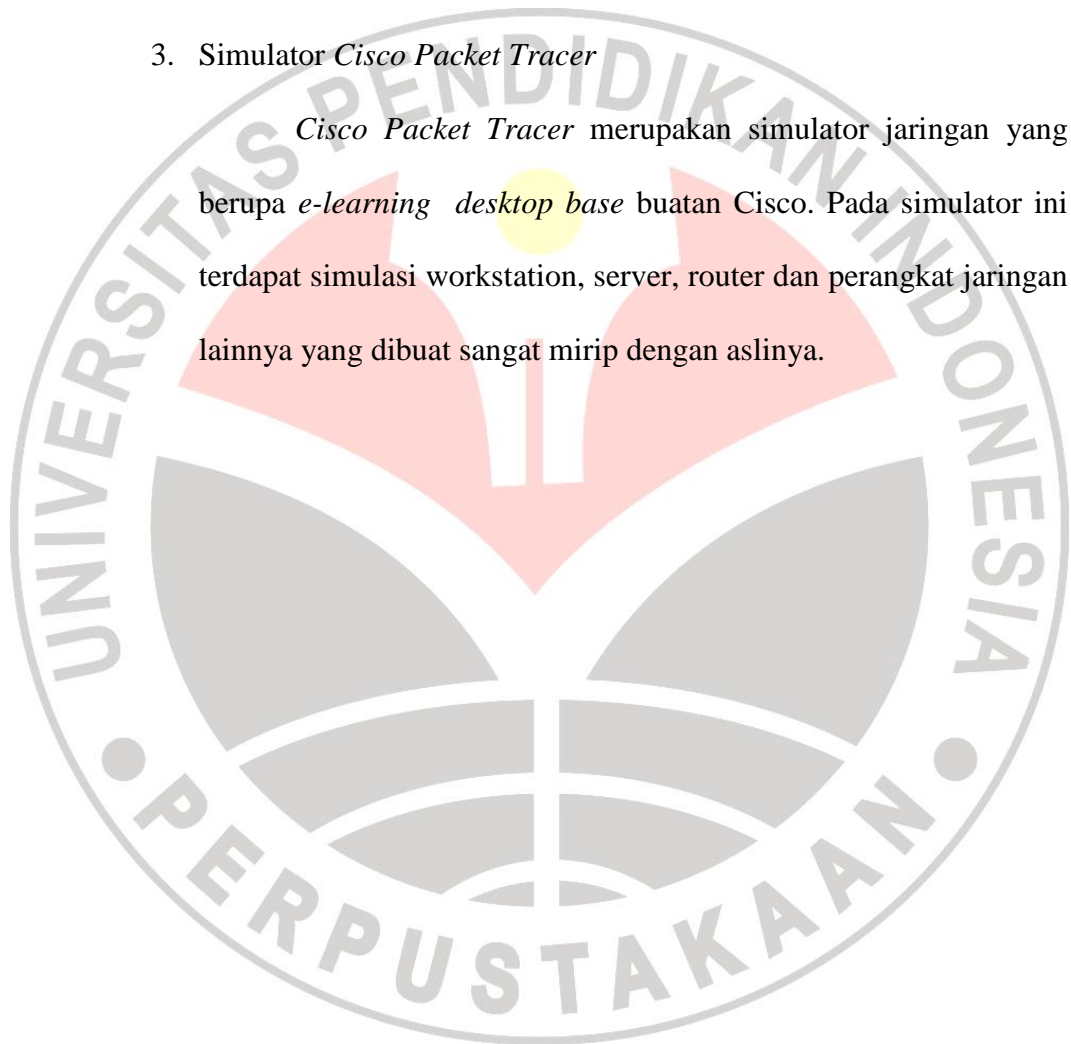 3. Simulator Cisco Packet Tracer
Cisco Packet Tracer merupakan simulator jaringan yang
berupa e-learning desktop base buatan Cisco. Pada simulator ini
terdapat simulasi workstation, server, router dan perangkat jaringan
lainnya yang dibuat sangat mirip dengan aslinya.
UNIVERSITAS PENDIDIKAN INDONESIA
PERPUSTAKAAN